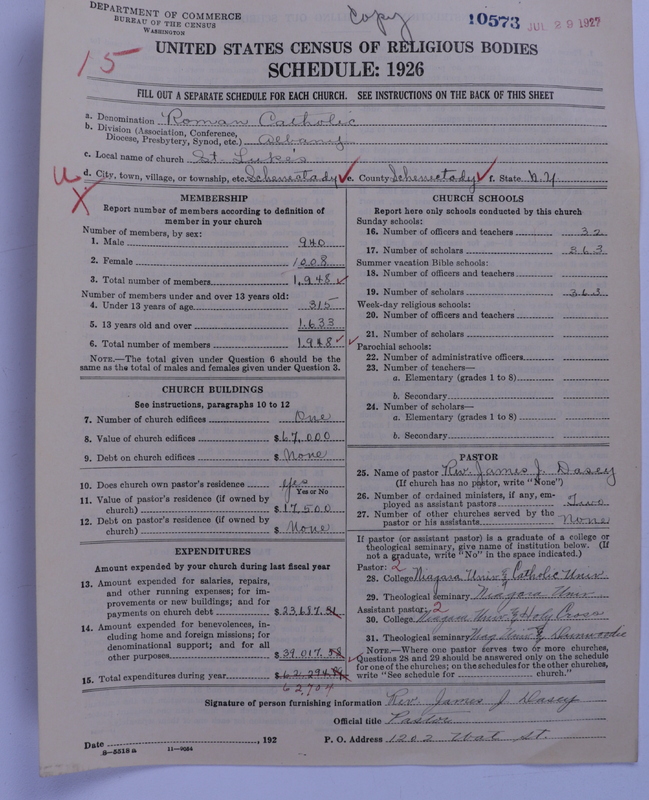 DEPARTMENT OF COMMERCE
BUREAU OF THE CENSUS
WASHINGTON
copy
10573 JUL 29 1927
15
UNITED STATES CENSUS OF RELIGIOUS BODIES
SCHEDULE: 1926
FILL OUT A SEPARATE SCHEDULE FOR EACH CHURCH. SEE INSTRUCTIONS ON THE BACK OF THIS SHEET
a. Denomination Roman Catholic
b. Division (Association, Conference, Diocese, Presbytery, Synod, etc.) Albany
c. Local name of church St. Luke's
d. City, town, village, or township, etc. Schenectady e. County Schenectady f. State N.Y
MEMBERSHIP
Report number of members according to definition of
member in your church
Number of members, by sex:
1. Male 940
2. Female 1008
3. Total number of members 1,948
Number of members under and over 13 years old:
4. Under 13 years of age 315
5. 13 years old and over 1.633
6. Total number of members 1,948
NOTE.—The total given under Question 6 should be the
same as the total of males and females given under Question 3.
CHURCH BUILDINGS
See instructions, paragraphs 10 to 12
7. Number of church edifices One
8. Value of church edifices $67,000
9. Debt on church edifices $ None
10. Does church own pastor's residence yes
Yes or No
11. Value of pastor's residence (if owned by
church) $17,500
12. Debt on pastor's residence (if owned by
church) $ None
EXPENDITURES
Amount expended by your church during last fiscal year
13. Amount expended for salaries, repairs,
and other running expenses; for im-
provements or new buildings; and for
payments on church debt $23,687.
14. Amount expended for benevolences, in-
cluding home and foreign missions; for
denominational support; and for all
other purposes $39,017.
15. Total expenditures during year $
62,704
CHURCH SCHOOLS
Report here only schools conducted by this church
Sunday schools:
16. Number of officers and teachers 32
17. Number of scholars 363
Summer vacation Bible schools:
18. Number of officers and teachers
19. Number of scholars 363
Week-day religious schools:
20. Number of officers and teachers
21. Number of scholars
Parochial schools:
22. Number of administrative officers
23. Number of teachers—
a. Elementary (grades 1 to 8)
b. Secondary
24. Number of scholars—
a. Elementary (grades 1 to 8)
b. Secondary
PASTOR
25. Name of pastor Rev. James J. Dasey
(If church has no pastor, write "None")
26. Number of ordained ministers, if any, em-
ployed as assistant pastors Two
27. Number of other churches served by the
pastor or his assistants None
If pastor (or assistant pastor) is a graduate of a college or
theological seminary, give name of institution below. (If
not a graduate, write "No" in the space indicated.)
Pastor: 2
28. College Niagara Univ & Catholic Univ
29. Theological seminary Niagara Univ
Assistant pastor: 2
30. College Niagara Univ. & Holy Cross
31. Theological seminary Niag Univ & Dunwoodie
NOTE.—Where one pastor serves two or more churches,
Questions 28 and 29 should be answered only on the schedule
for one of the churches; on the schedules for the other churches,
write "See schedule for church."
Signature of person furnishing information Rev. James J Dasey
Official title Pastor
Date , 192 P. O. Address 1202 St.
8—5518 a 11—9054